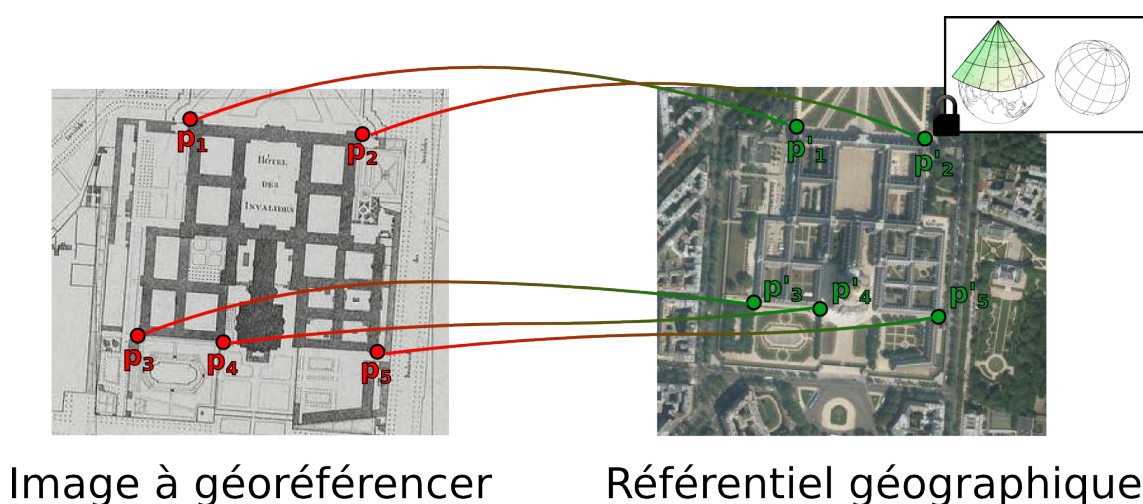 p1
p2
HÔTEL
DES
INVALIDES
p3
p4
p5
p'1
p'2
p'3
p'4
p'5
Image à géoréférencer
Référentiel géographique